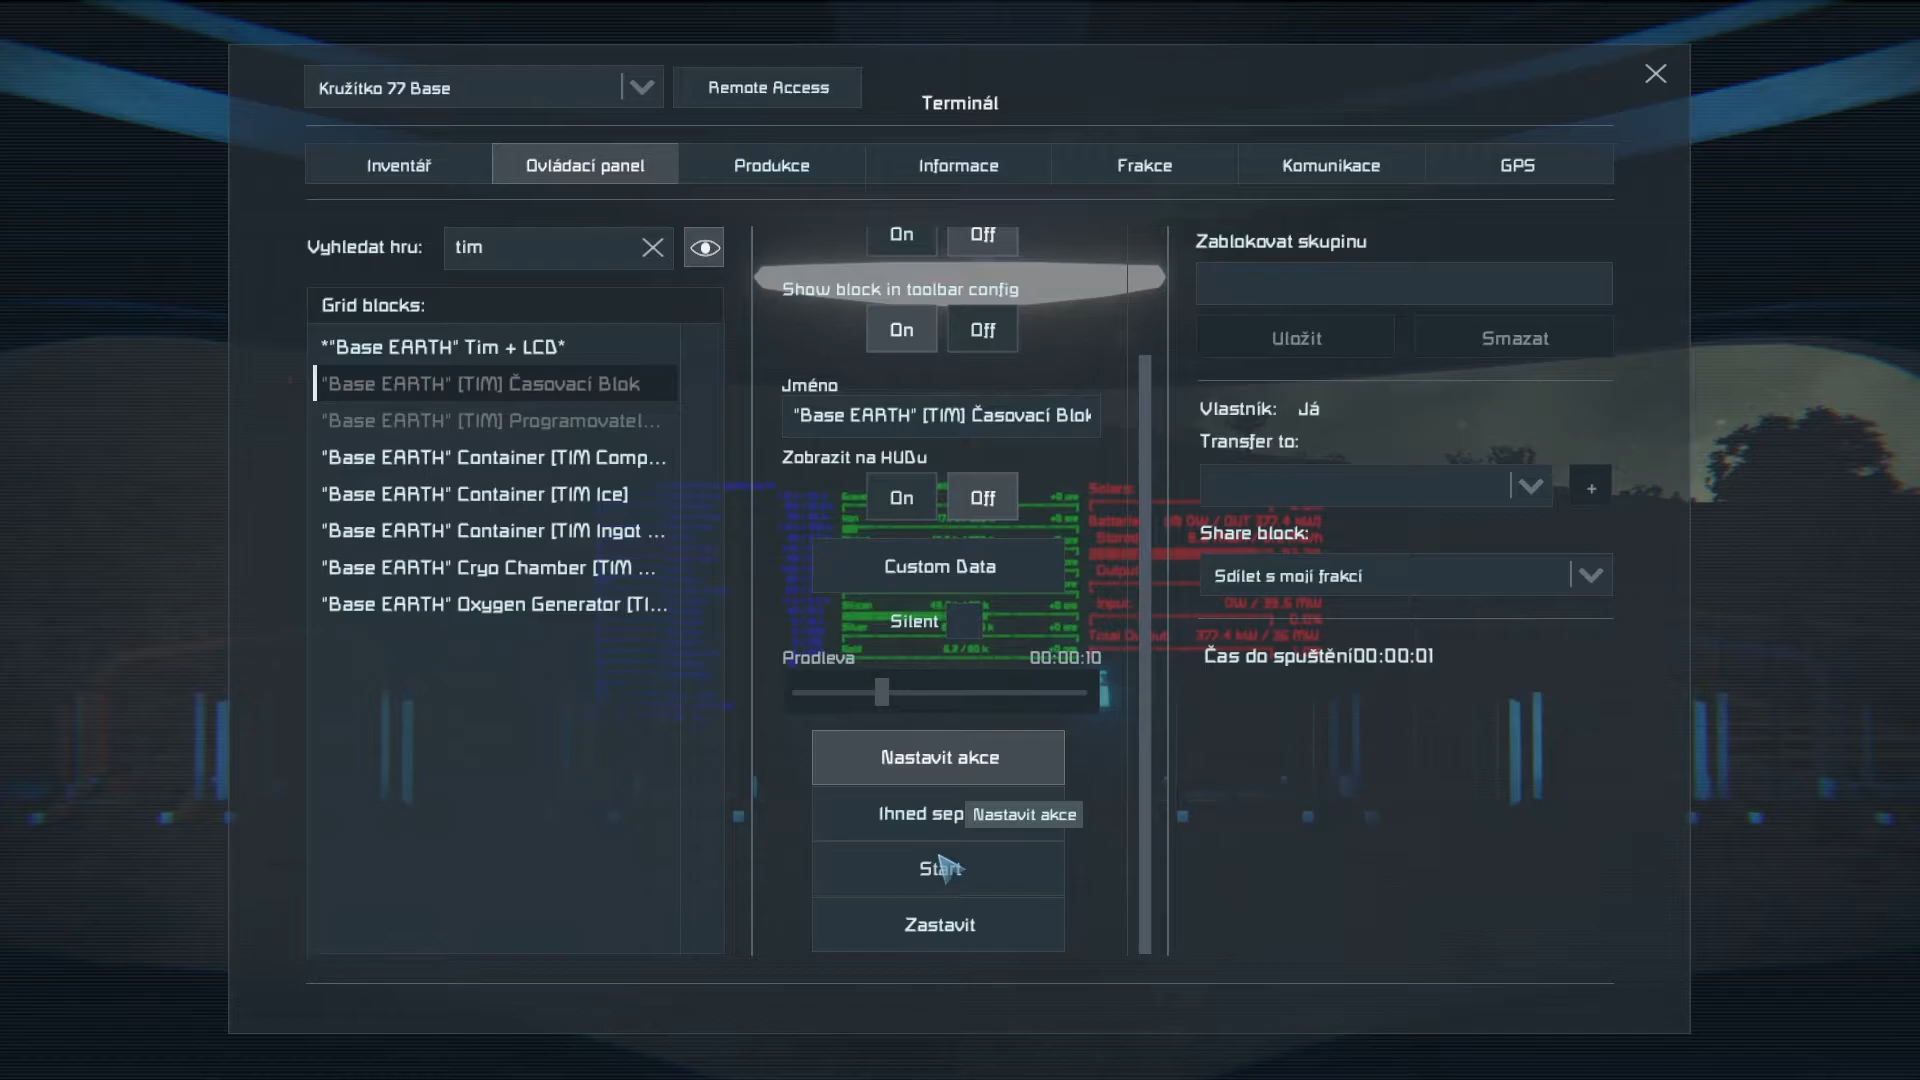 Kružítko 77 Base
Remote Access
Terminál
Inventář
Ovládací panel
Produkce
Informace
Frakce
Komunikace
GPS
Vyhledat hru:
tim
Grid blocks:
*"Base EARTH" Tim + LCD*
"Base EARTH" [TIM] Časovací Blok
"Base EARTH" [TIM] Programovatel...
"Base EARTH" Container [TIM Comp...
"Base EARTH" Container [TIM Ice]
"Base EARTH" Container [TIM Ingot ...
"Base EARTH" Cryo Chamber [TIM ...
"Base EARTH" Oxygen Generator [TI...
On
Off
Show block in toolbar config
On
Off
Jméno
"Base EARTH" [TIM] Časovací Blok
Zobrazit na HUDu
On
Off
Custom Data
Silent
Prodleva
00:00:10
Nastavit akce
Ihned sep
Nastavit akce
Start
Zastavit
Zablokovat skupinu
Uložit
Smazat
Vlastník: Já
Transfer to:
+
Share block:
Sdílet s mojí frakcí
Čas do spuštění00:00:01